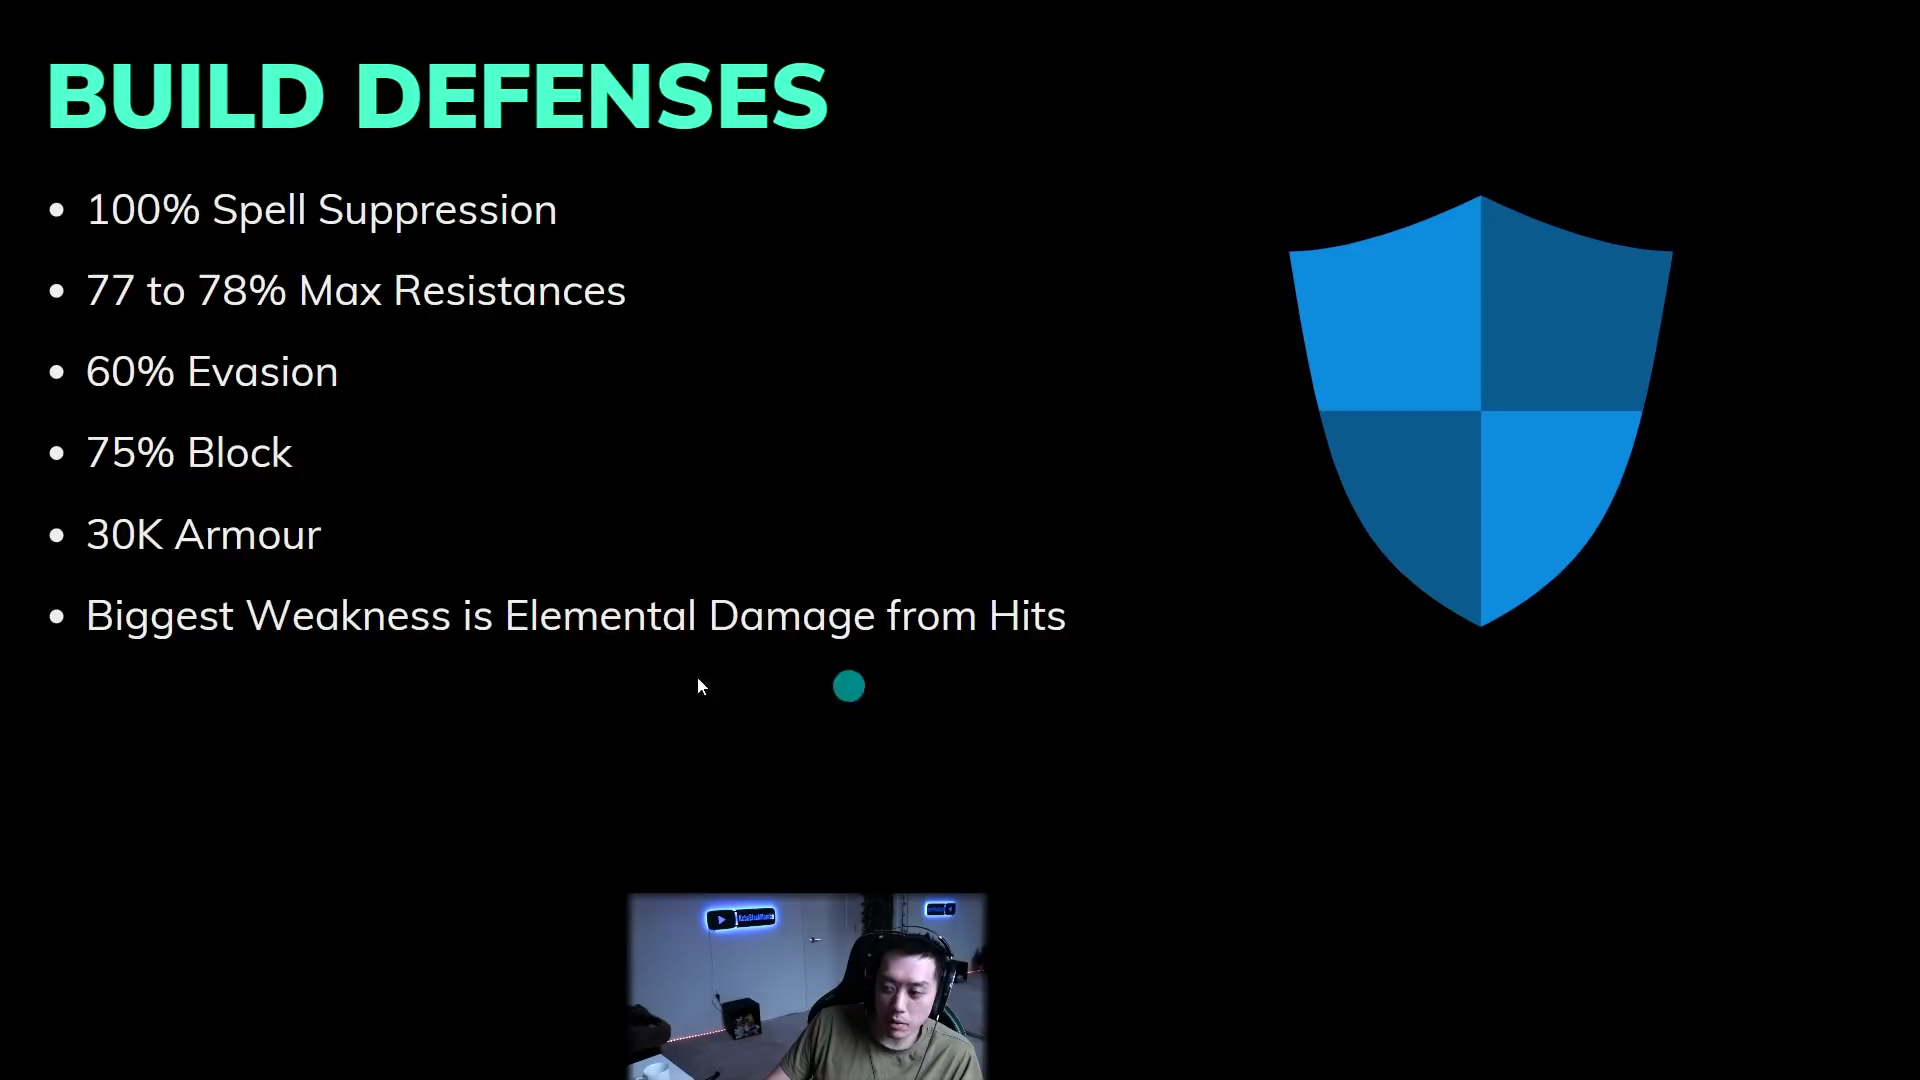 BUILD DEFENSES
• 100% Spell Suppression
• 77 to 78% Max Resistances
• 60% Evasion
• 75% Block
• 30K Armour
• Biggest Weakness is Elemental Damage from Hits